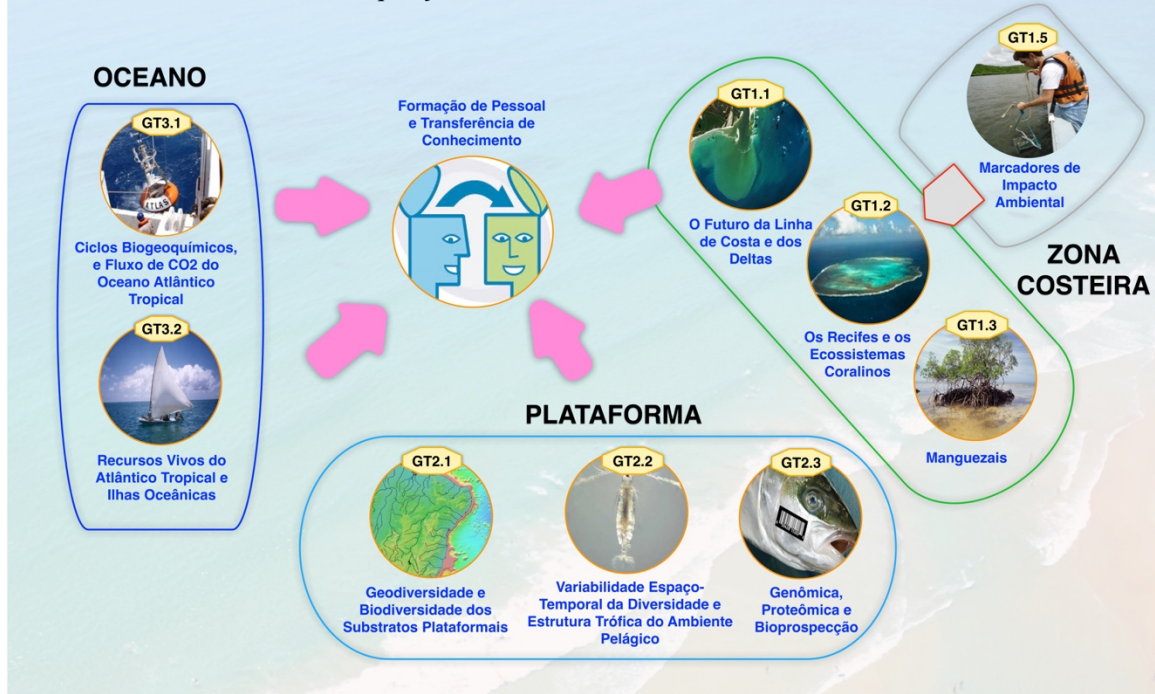 OCEANO
GT3.1
ATLAS
Ciclos Biogeoquímicos,
e Fluxo de CO2 do
Oceano Atlântico
Tropical
GT3.2
Recursos Vivos do
Atlântico Tropical e
Ilhas Oceânicas
Formação de Pessoal
e Transferência de
Conhecimento
GT1.1
O Futuro da Linha
de Costa e dos
Deltas
GT1.2
Os Recifes e os
Ecossistemas
Coralinos
GT1.3
Manguezais
GT1.5
Marcadores de
Impacto
Ambiental
ZONA
COSTEIRA
PLATAFORMA
GT2.1
Geodiversidade e
Biodiversidade dos
Substratos Plataformais
GT2.2
Variabilidade Espaço-
Temporal da Diversidade e
Estrutura Trófica do Ambiente
Pelágico
GT2.3
Genômica,
Proteômica e
Bioprospecção